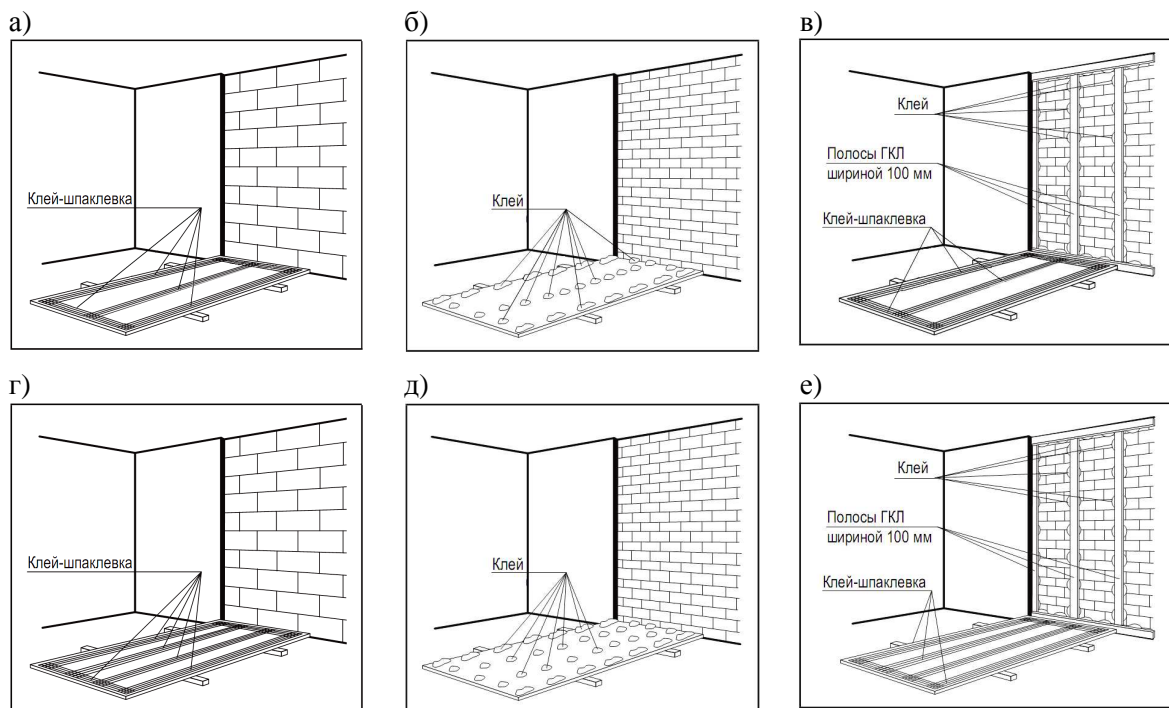 а)
б)
в)
Клей-шпаклевка
Клей
Клей
Полосы ГКЛ
шириной 100 мм
Клей-шпаклевка
г)
д)
е)
Клей-шпаклевка
Клей
Клей
Полосы ГКЛ
шириной 100 мм
Клей-шпаклевка